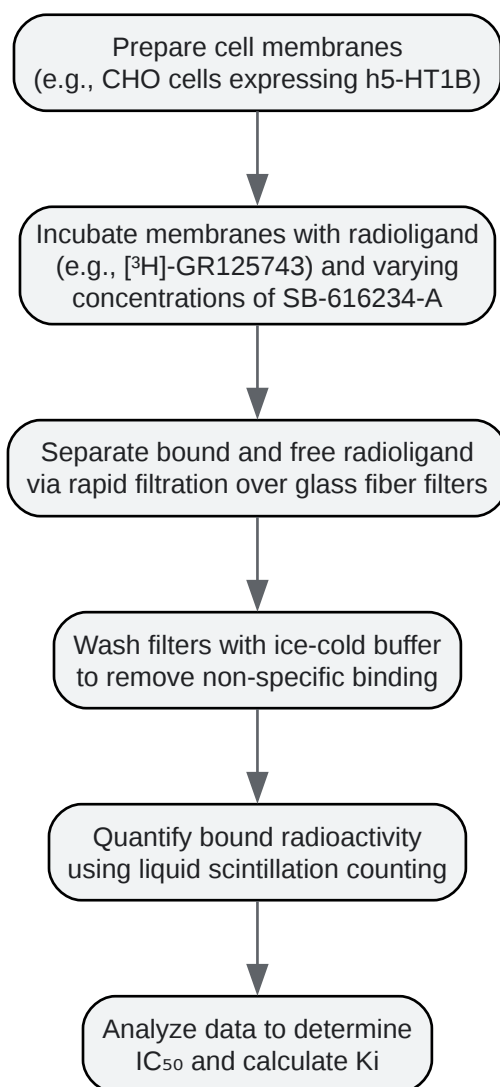 Prepare cell membranes
(e.g., CHO cells expressing h5-HT1B)
Incubate membranes with radioligand
(e.g., [³H]-GR125743) and varying
concentrations of SB-616234-A
Separate bound and free radioligand
via rapid filtration over glass fiber filters
Wash filters with ice-cold buffer
to remove non-specific binding
Quantify bound radioactivity
using liquid scintillation counting
Analyze data to determine
IC₅₀ and calculate Ki